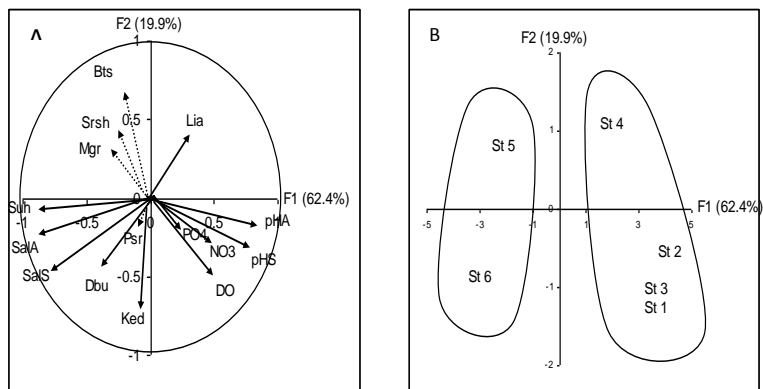 A
F2 (19.9%)
1
Bts
0.5
Srsh
Lia
Mgr
0
F1 (62.4%)
Suh
-1
-0.5
0
0.5
1
pHA
SalA
Psr
PO4
NO3
pHS
SalS
Dbu
-0.5
DO
Ked
-1
B
F2 (19.9%)
2
St 4
1
St 5
0
F1 (62.4%)
-5
-3
-1
1
3
5
St 2
St 6
-1
St 3
St 1
-2